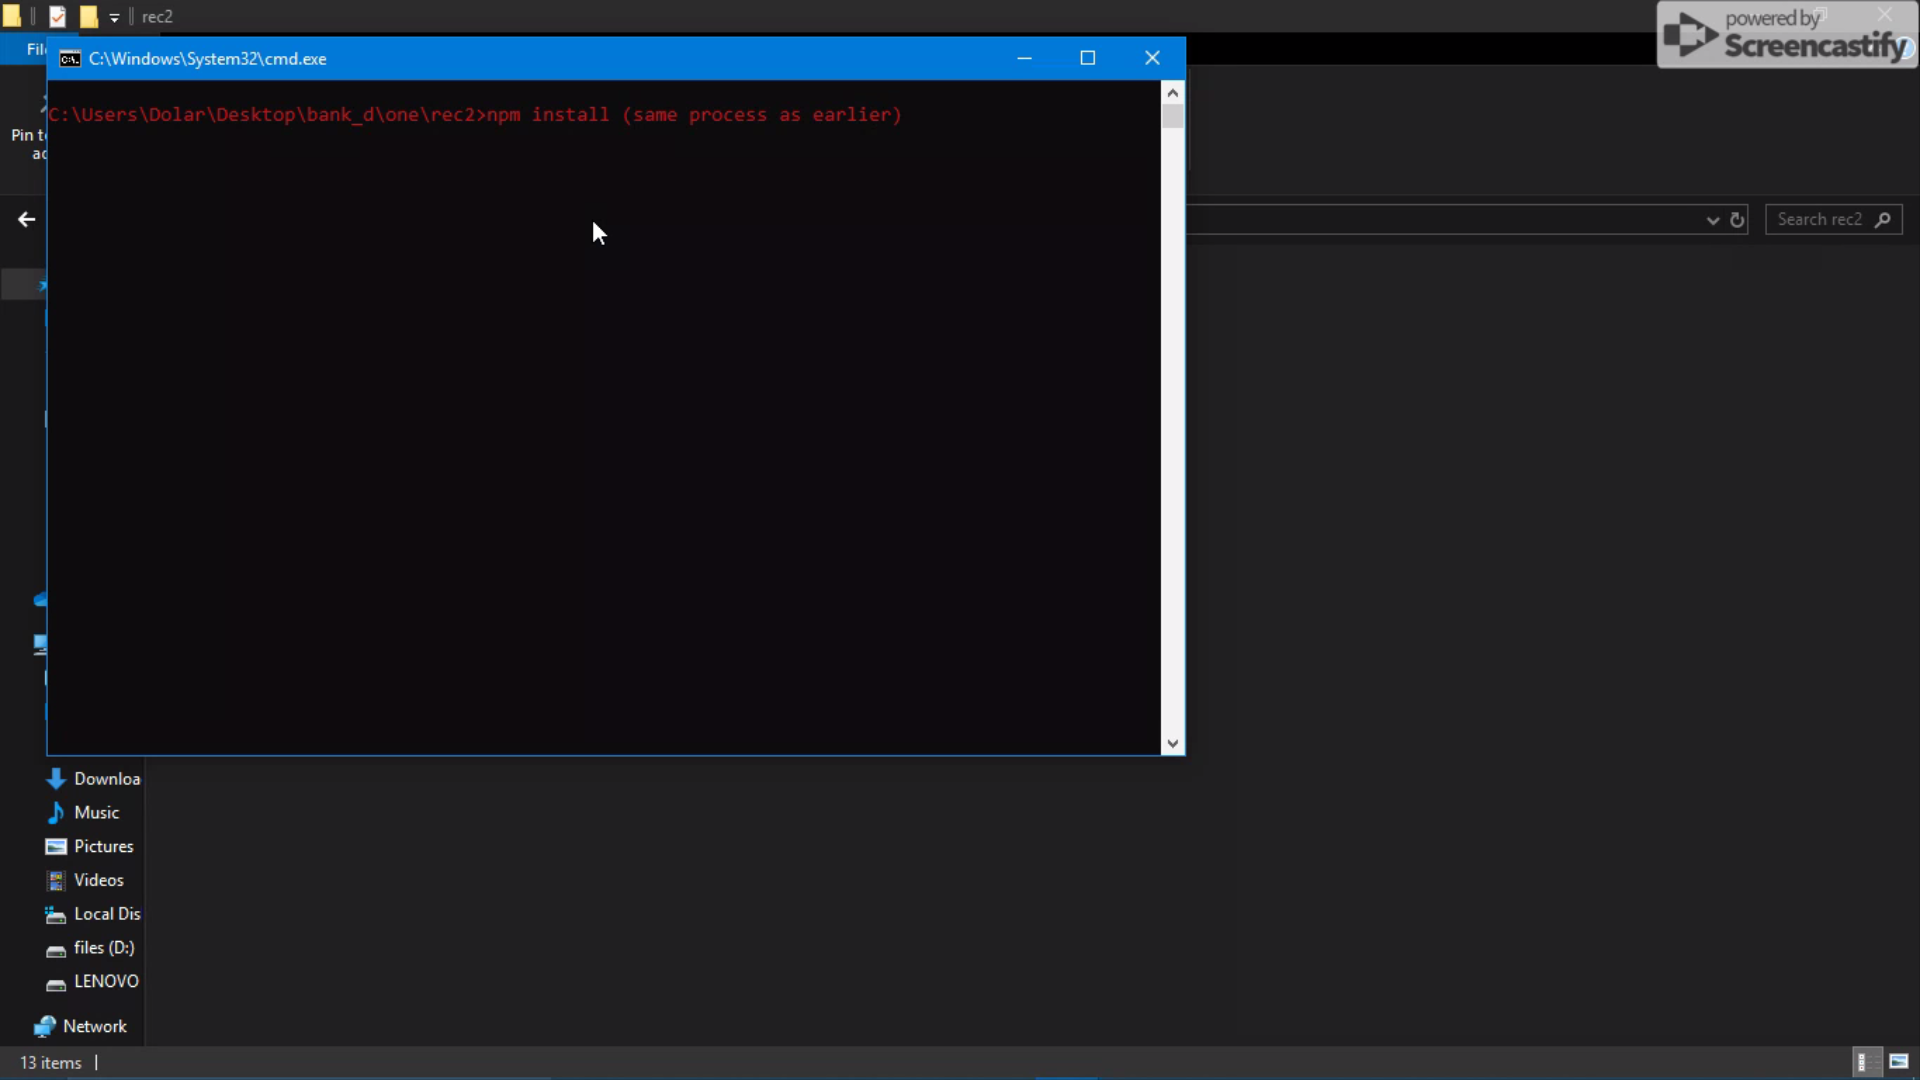 rec2
powered by
Screencastify
Fil
C:\Windows\System32\cmd.exe
C:\Users\Dolar\Desktop\bank_d\one\rec2>npm install (same process as earlier)
Pin t
ac
Search rec2
Downloa
Music
Pictures
Videos
Local Dis
files (D:)
LENOVO
Network
13 items